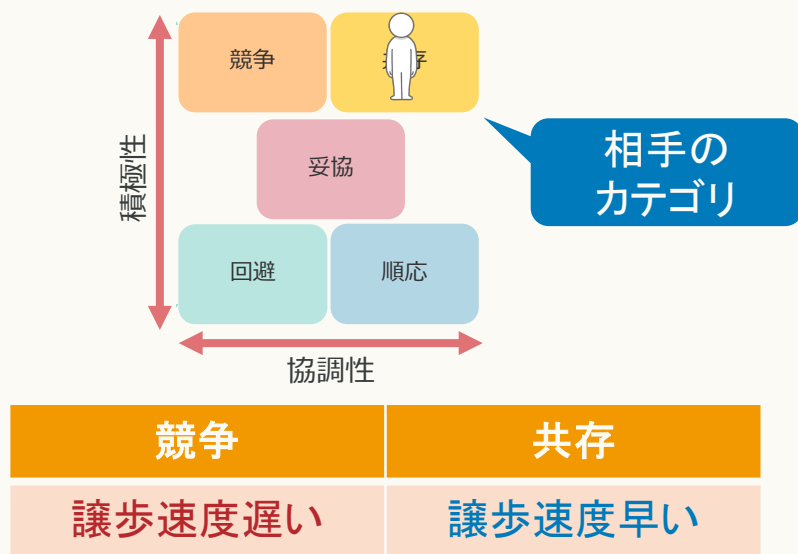 競争
存
相手の
カテゴリ
積極性
妥協
回避
順応
協調性
競争
共存
譲歩速度遅い
譲歩速度早い